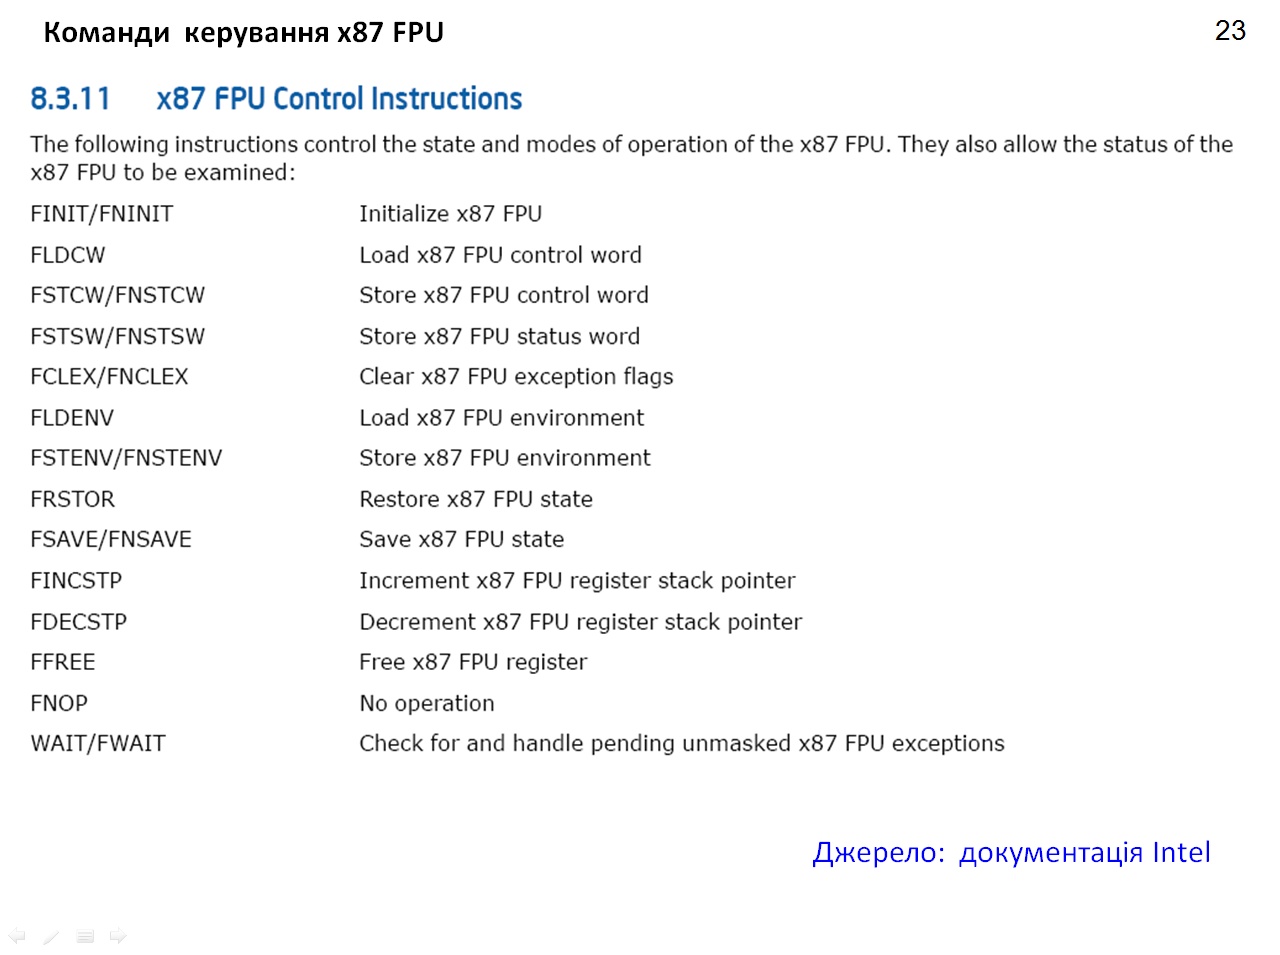 Команди  керування x87 FPU
23
8.3.11 x87 FPU Control Instructions
The following instructions control the state and modes of operation of the x87 FPU. They also allow the status of the
x87 FPU to be examined:
FINIT/FNINIT Initialize x87 FPU
FLDCW Load x87 FPU control word
FSTCW/FNSTCW Store x87 FPU control word
FSTSW/FNSTSW Store x87 FPU status word
FCLEX/FNCLEX Clear x87 FPU exception flags
FLDENV Load x87 FPU environment
FSTENV/FNSTENV Store x87 FPU environment
FRSTOR Restore x87 FPU state
FSAVE/FNSAVE Save x87 FPU state
FINCSTP Increment x87 FPU register stack pointer
FDECSTP Decrement x87 FPU register stack pointer
FFREE Free x87 FPU register
FNOP No operation
WAIT/FWAIT Check for and handle pending unmasked x87 FPU exceptions
Джерело:  документація Intel